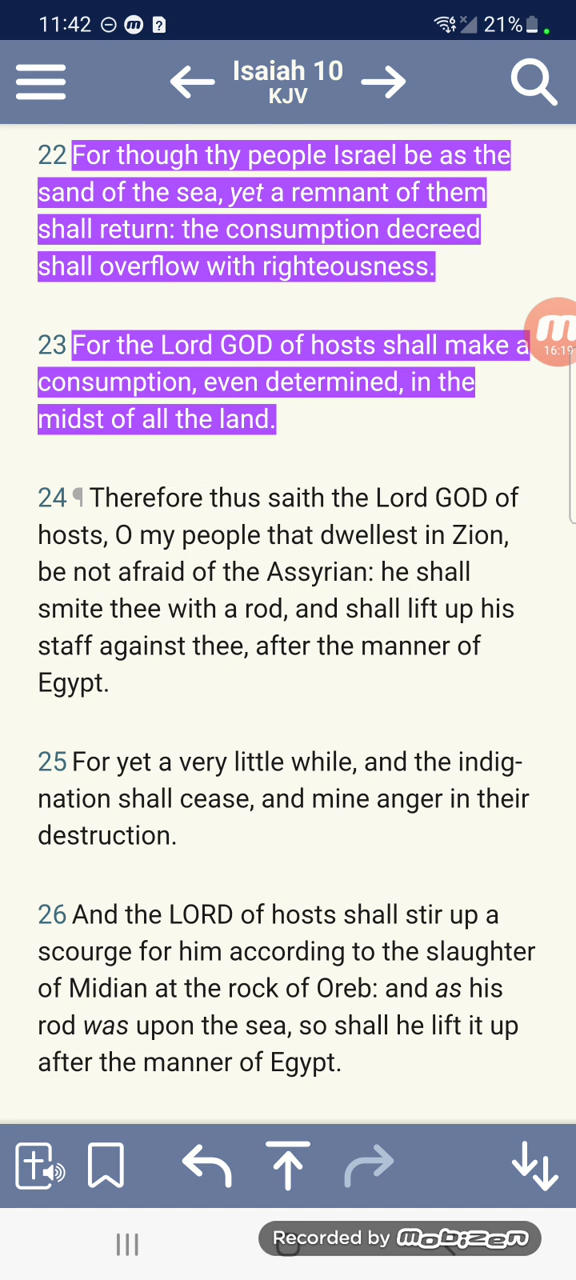 11:42 m ? 6 21%
Isaiah 10
KJV
22 For though thy people Israel be as the
sand of the sea, yet a remnant of them
shall return: the consumption decreed
shall overflow with righteousness.
23 For the Lord GOD of hosts shall make a
consumption, even determined, in the
midst of all the land.
m
16:19
24 ¶ Therefore thus saith the Lord GOD of
hosts, O my people that dwellest in Zion,
be not afraid of the Assyrian: he shall
smite thee with a rod, and shall lift up his
staff against thee, after the manner of
Egypt.
25 For yet a very little while, and the indig-
nation shall cease, and mine anger in their
destruction.
26 And the LORD of hosts shall stir up a
scourge for him according to the slaughter
of Midian at the rock of Oreb: and as his
rod was upon the sea, so shall he lift it up
after the manner of Egypt.
Recorded by mobizen